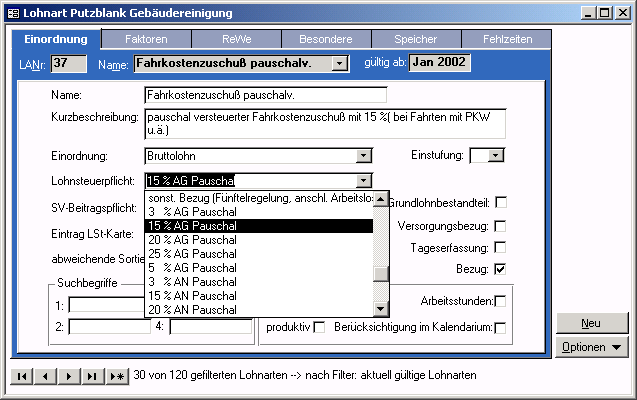 Lohnart Putzblank Gebäudereinigung
Einordnung Faktoren ReWe Besondere Speicher Fehlzeiten
LANr: 37 Name: Fahrkostenzuschuß pauschalv. gültig ab: Jan 2002
Name: Fahrkostenzuschuß pauschalv.
Kurzbeschreibung: pauschal versteuerter Fahrkostenzuschuß mit 15 %( bei Fahrten mit PKW
u.ä.)
Einordnung: Bruttolohn Einstufung:
Lohnsteuerpflicht: 15 % AG Pauschal
sonst. Bezug (Fünftelregelung, anschl. Arbeitslo
SV-Beitragspflicht: 3 % AG Pauschal Grundlohnbestandteil:
15 % AG Pauschal Versorgungsbezug:
Eintrag LSt-Karte: 20 % AG Pauschal
25 % AG Pauschal Tageserfassung:
abweichende Sortie 5 % AG Pauschal Bezug:
3 % AN Pauschal
Suchbegriffe 15 % AN Pauschal
1: 20 % AN Pauschal Arbeitsstunden:
2: 4: produktiv Berücksichtigung im Kalendarium:
Neu
Optionen
30 von 120 gefilterten Lohnarten --> nach Filter: aktuell gültige Lohnarten